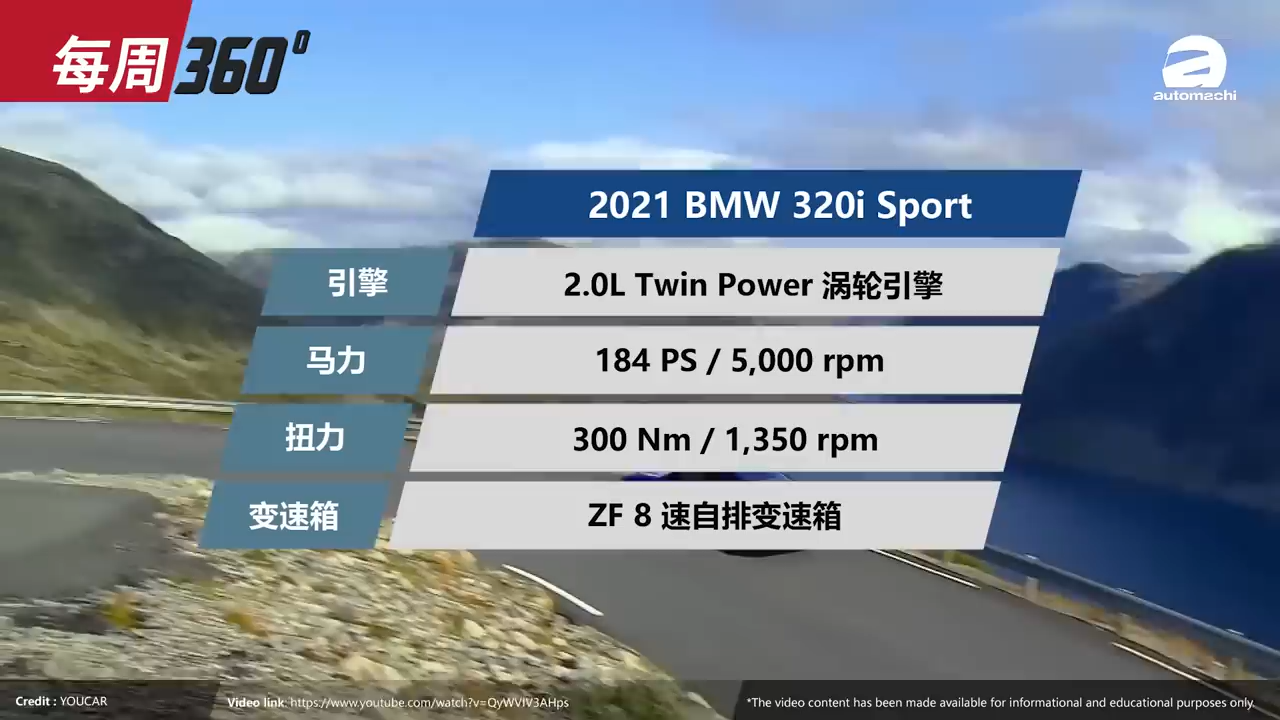 每周360°
automachi
2021 BMW 320i Sport
引擎 2.0L Twin Power 涡轮引擎
马力 184 PS / 5,000 rpm
扭力 300 Nm / 1,350 rpm
变速箱 ZF 8 速自排变速箱
Credit : YOUCAR
Video link: https://www.youtube.com/watch?v=QyWVIV3AHps
*The video content has been made available for informational and educational purposes only.